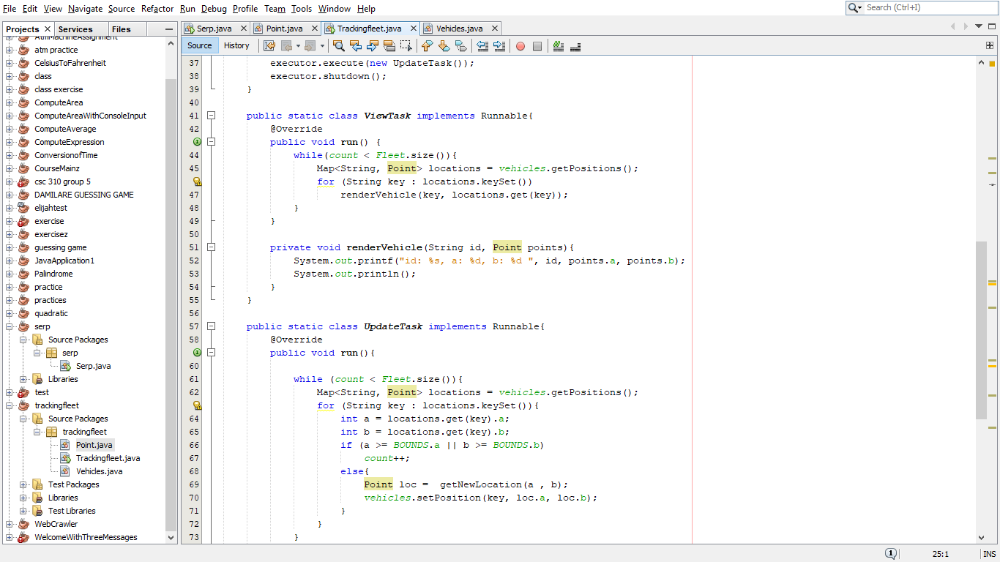 File Edit View Navigate Source Refactor Run Debug Profile Team Tools Window Help
Search (Ctrl+I)
Projects Services Files
Serp.java Point.java Trackingfleet.java Vehicles.java
Source History
AtmMachineAssignment
atm practice
CelsiusToFahrenheit
class
class exercise
ComputeArea
ComputeAreaWithConsoleInput
ComputeAverage
ComputeExpression
ConversionofTime
CourseMainz
csc 310 group 5
DAMILARE GUESSING GAME
elijahtest
exercise
exercisez
guessing game
JavaApplication1
Palindrome
practice
practices
quadratic
serp
Source Packages
serp
Serp.java
Libraries
test
trackingfleet
Source Packages
trackingfleet
Point.java
Trackingfleet.java
Vehicles.java
Test Packages
Libraries
Test Libraries
WebCrawler
WelcomeWithThreeMessages
37 executor.execute(new UpdateTask());
38 executor.shutdown();
39 }
40
41 public static class ViewTask implements Runnable{
42 @Override
public void run() {
44 while(count < Fleet.size()){
45 Map<String, Point> locations = vehicles.getPositions();
for (String key : locations.keySet())
47 renderVehicle(key, locations.get(key));
48 }
49 }
50
51 private void renderVehicle(String id, Point points){
52 System.out.printf("id: %s, a: %d, b: %d ", id, points.a, points.b);
53 System.out.println();
54 }
55 }
56
57 public static class UpdateTask implements Runnable{
58 @Override
public void run(){
60
61 while (count < Fleet.size()){
62 Map<String, Point> locations = vehicles.getPositions();
for (String key : locations.keySet()){
64 int a = locations.get(key).a;
65 int b = locations.get(key).b;
66 if (a >= BOUNDS.a || b >= BOUNDS.b)
67 count++;
68 else{
69 Point loc =  getNewLocation(a , b);
70 vehicles.setPosition(key, loc.a, loc.b);
71 }
72 }
73 }
1 25:1 INS